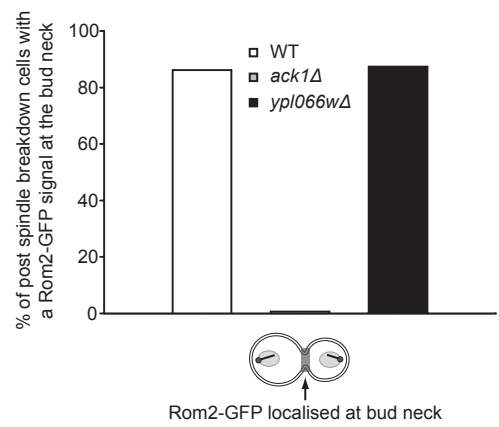 % of post spindle breakdown cells with
a Rom2-GFP signal at the bud neck
100
80
60
40
20
0
WT
ack1Δ
ypl066wΔ
Rom2-GFP localised at bud neck